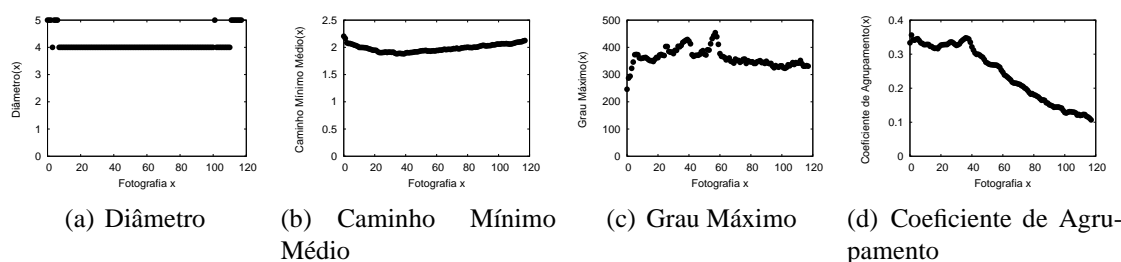 5
4
3
2
1
0
Diâmetro(x)
0 20 40 60 80 100 120
Fotografia x
(a) Diâmetro
2.5
2
1.5
1
0.5
0
Caminho Mínimo Médio(x)
0 20 40 60 80 100 120
Fotografia x
(b) Caminho Mínimo
Médio
500
400
300
200
100
0
Grau Máximo(x)
0 20 40 60 80 100 120
Fotografia x
(c) Grau Máximo
0.4
0.3
0.2
0.1
0
Coeficiente de Agrupamento(x)
0 20 40 60 80 100 120
Fotografia x
(d) Coeficiente de Agru-
pamento